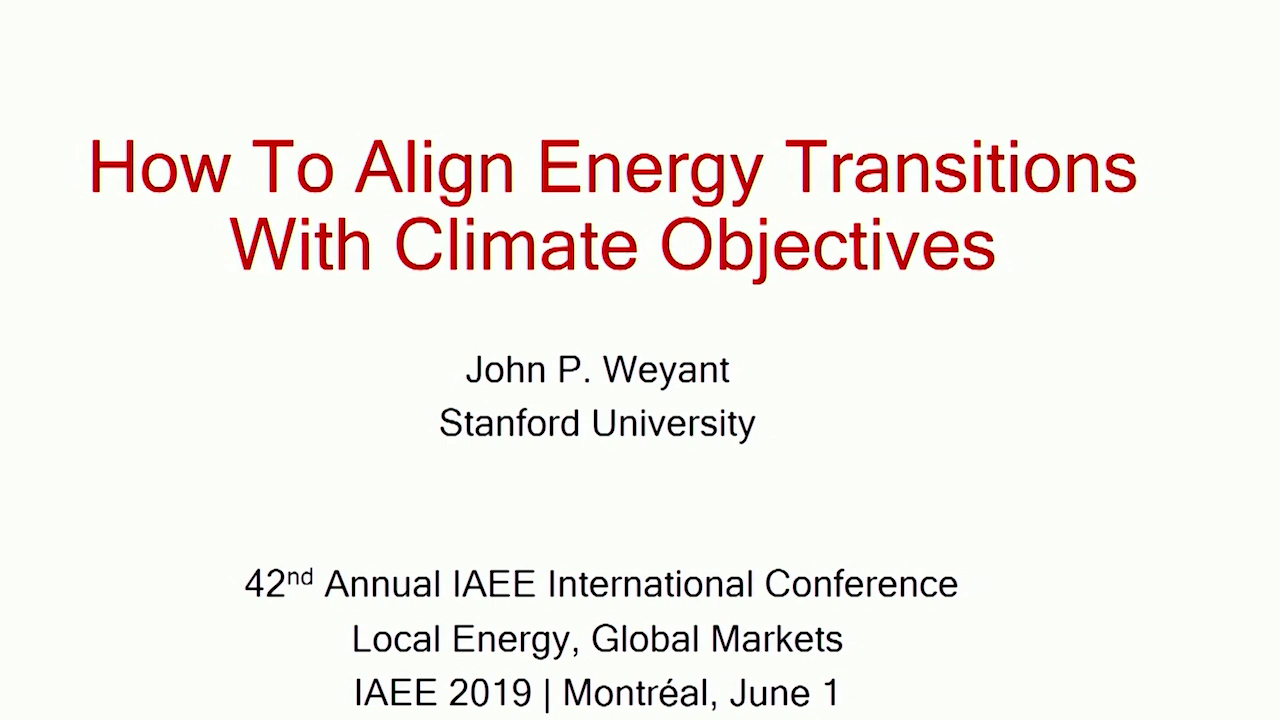 How To Align Energy Transitions
With Climate Objectives
John P. Weyant
Stanford University
42nd Annual IAEE International Conference
Local Energy, Global Markets
IAEE 2019 | Montréal, June 1